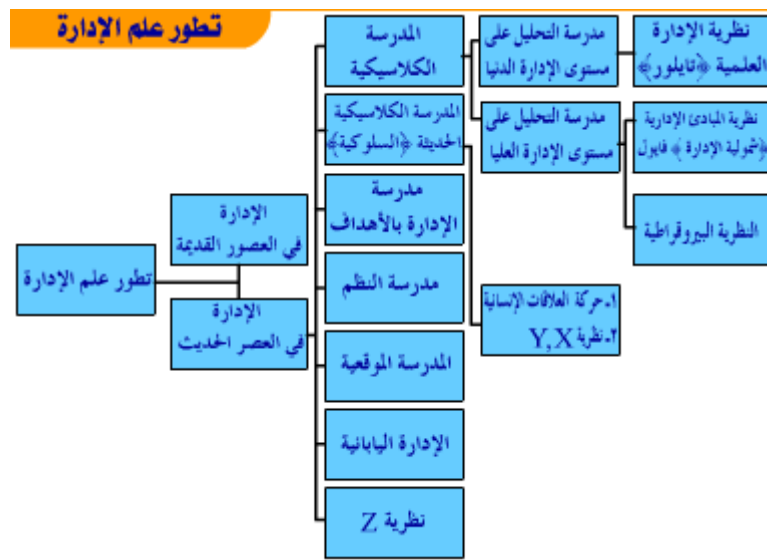 تطور علم الإدارة
تطور علم الإدارة
الإدارة
في العصور القديمة
الإدارة
في العصر الحديث
المدرسة
الكلاسيكية
المدرسة الكلاسيكية
الحديثة ﴿السلوكية﴾
مدرسة
الإدارة بالأهداف
مدرسة النظم
المدرسة الموقعية
الإدارة اليابانية
نظرية Z
مدرسة التحليل على
مستوى الإدارة الدنيا
مدرسة التحليل على
مستوى الإدارة العليا
١ـ حركة العلاقات الإنسانية
٢ـ نظرية Y,X
نظرية الإدارة
العلمية ﴿تايلور﴾
نظرية المبادئ الإدارية
﴿شمولية الإدارة﴾ فايول
النظرية البيروقراطية